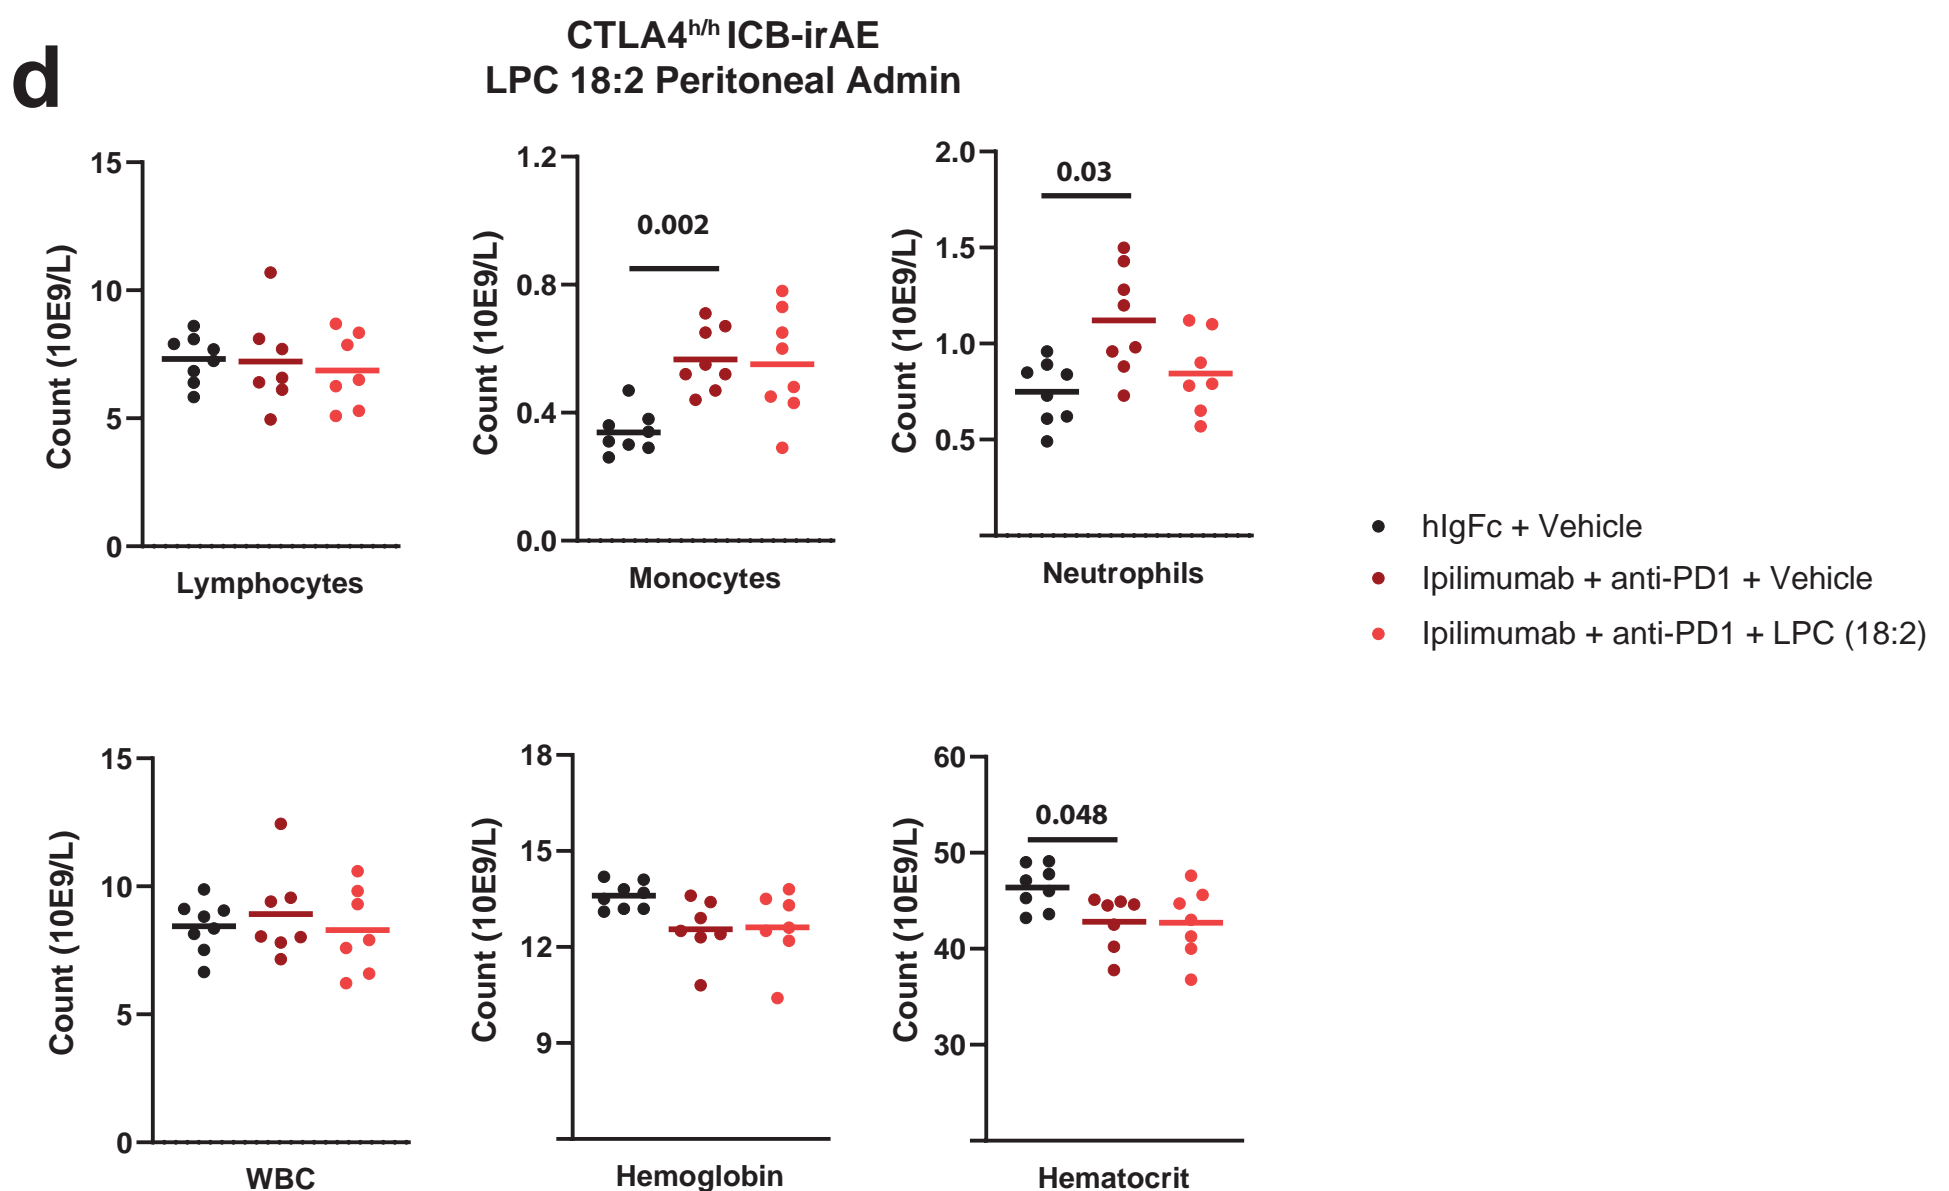 d
CTLA4h/h ICB-irAE
LPC 18:2 Peritoneal Admin
15
10
5
0
Count (10E9/L)
Lymphocytes
1.2
0.8
0.4
0.0
Count (10E9/L)
0.002
Monocytes
2.0
1.5
1.0
0.5
Count (10E9/L)
0.03
Neutrophils
hIgFc + Vehicle
Ipilimumab + anti-PD1 + Vehicle
Ipilimumab + anti-PD1 + LPC (18:2)
15
10
5
0
Count (10E9/L)
WBC
18
15
12
9
Count (10E9/L)
Hemoglobin
60
50
40
30
Count (10E9/L)
0.048
Hematocrit